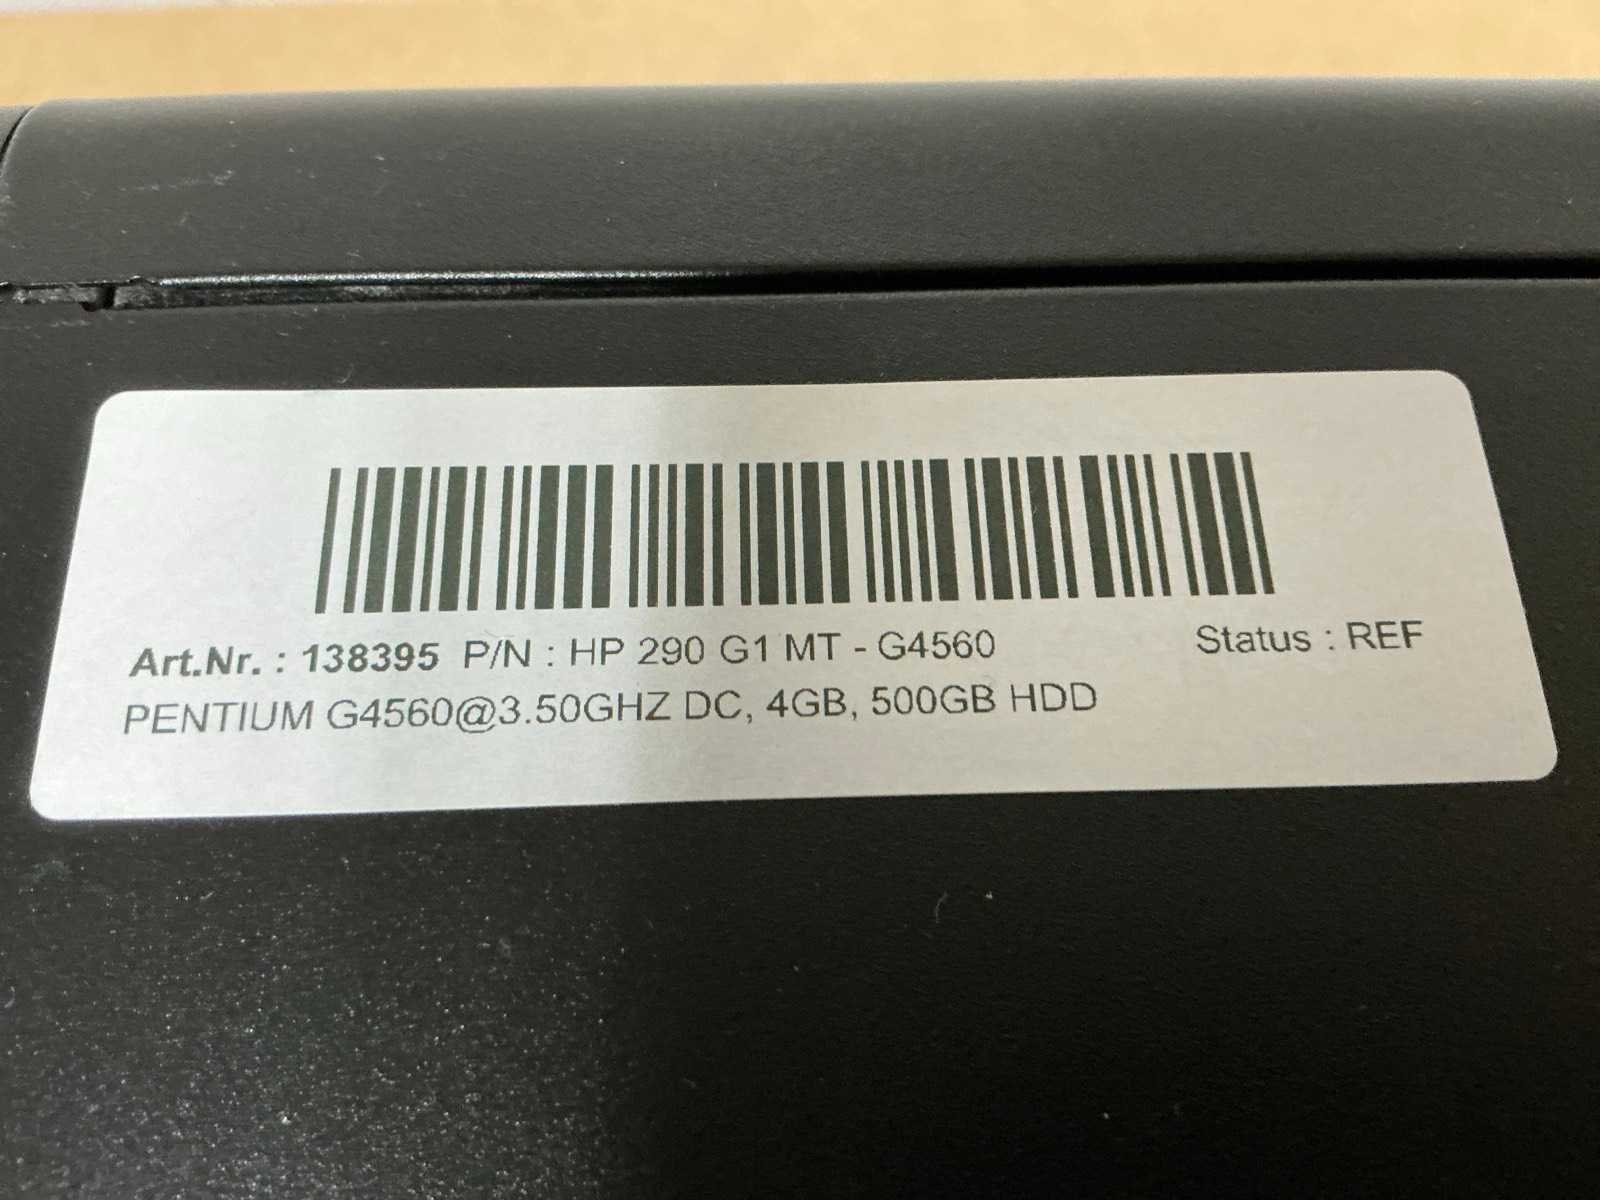 Art.Nr. : 138395 P/N : HP 290 G1 MT - G4560 Status : REF
PENTIUM G4560@3.50GHZ DC, 4GB, 500GB HDD